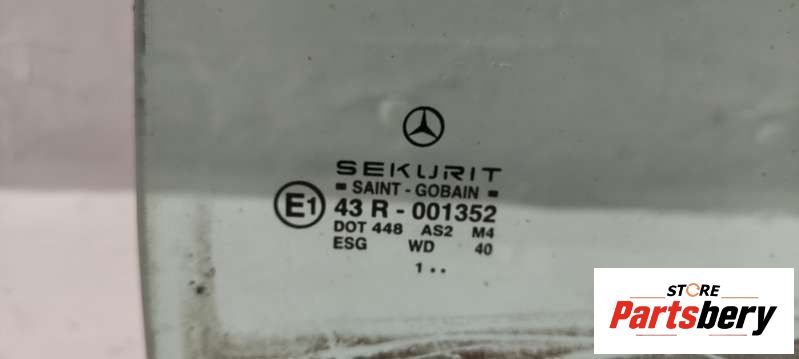 SEKURIT
SAINT - GOBAIN
E1
43 R - 001352
DOT 448 AS2 M4
ESG WD 40
1 ..
STORE
Partsbery